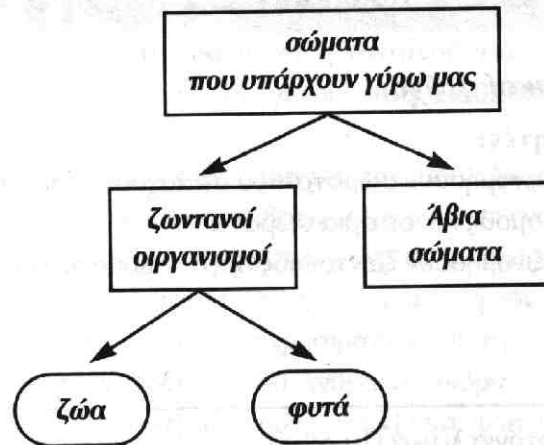 σώματα
που υπάρχουν γύρω μας
ζωντανοί
οιργανισμοί
Άβια
σώματα
ζώα
φυτά